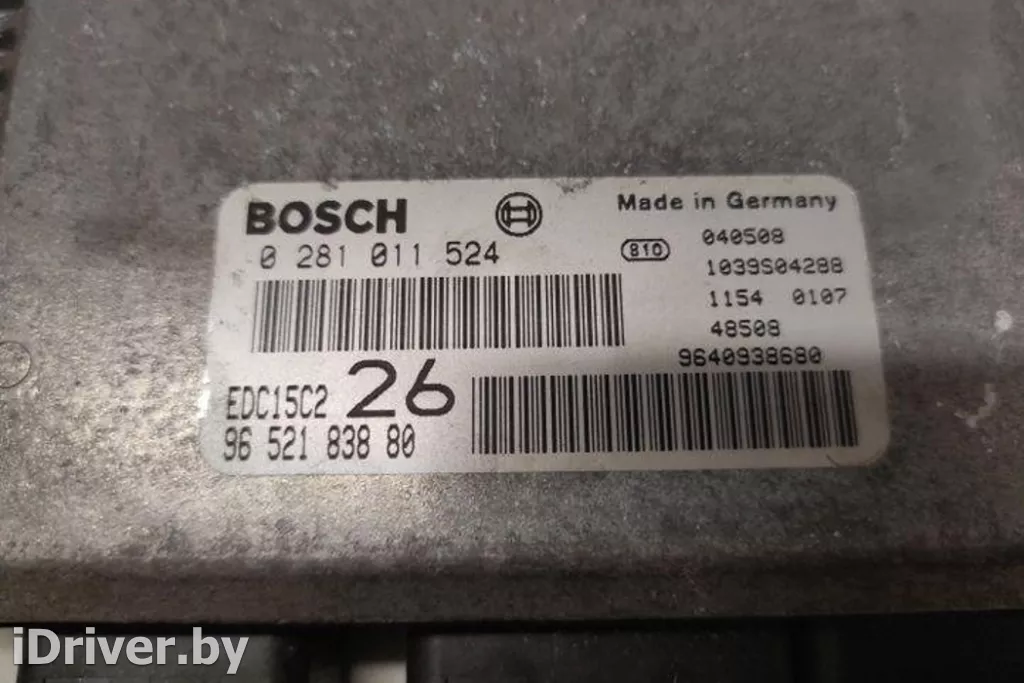 BOSCH
0 281 011 524
EDC15C2 26
96 521 838 80
Made in Germany
810 040508
1039S04288
1154 0107
48508
9640938680
iDriver.by